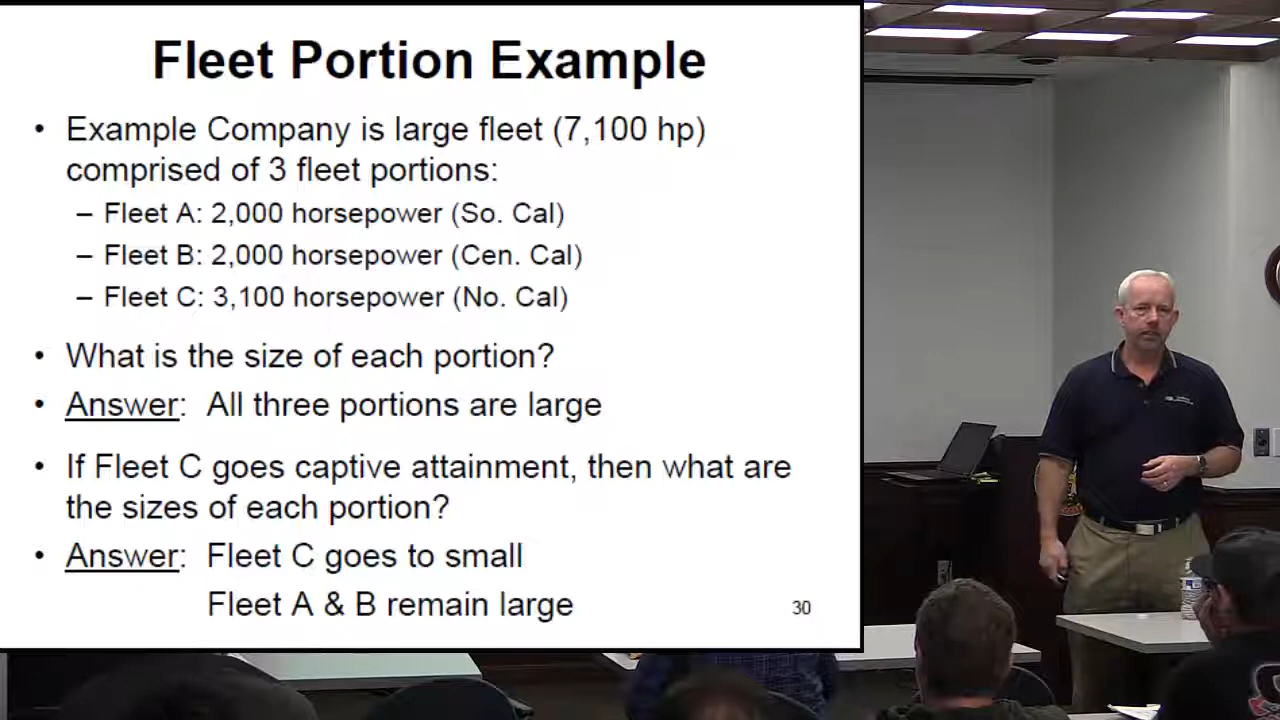 Fleet Portion Example
• Example Company is large fleet (7,100 hp)
comprised of 3 fleet portions:
– Fleet A: 2,000 horsepower (So. Cal)
– Fleet B: 2,000 horsepower (Cen. Cal)
– Fleet C: 3,100 horsepower (No. Cal)
• What is the size of each portion?
• Answer: All three portions are large
• If Fleet C goes captive attainment, then what are
the sizes of each portion?
• Answer: Fleet C goes to small
Fleet A & B remain large
30